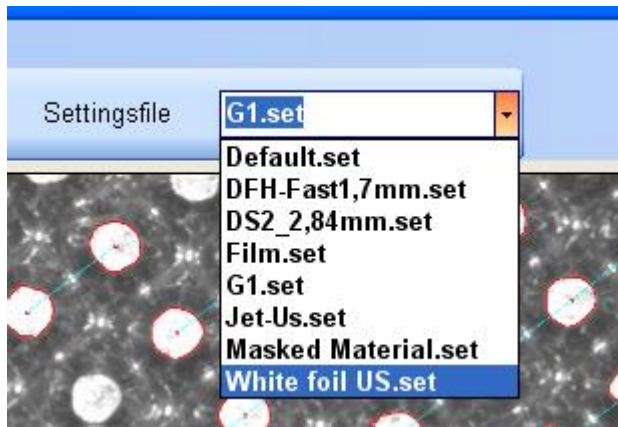 Settingsfile G1.set
Default.set
DFH-Fast1,7mm.set
DS2_2,84mm.set
Film.set
G1.set
Jet-Us.set
Masked Material.set
White foil US.set